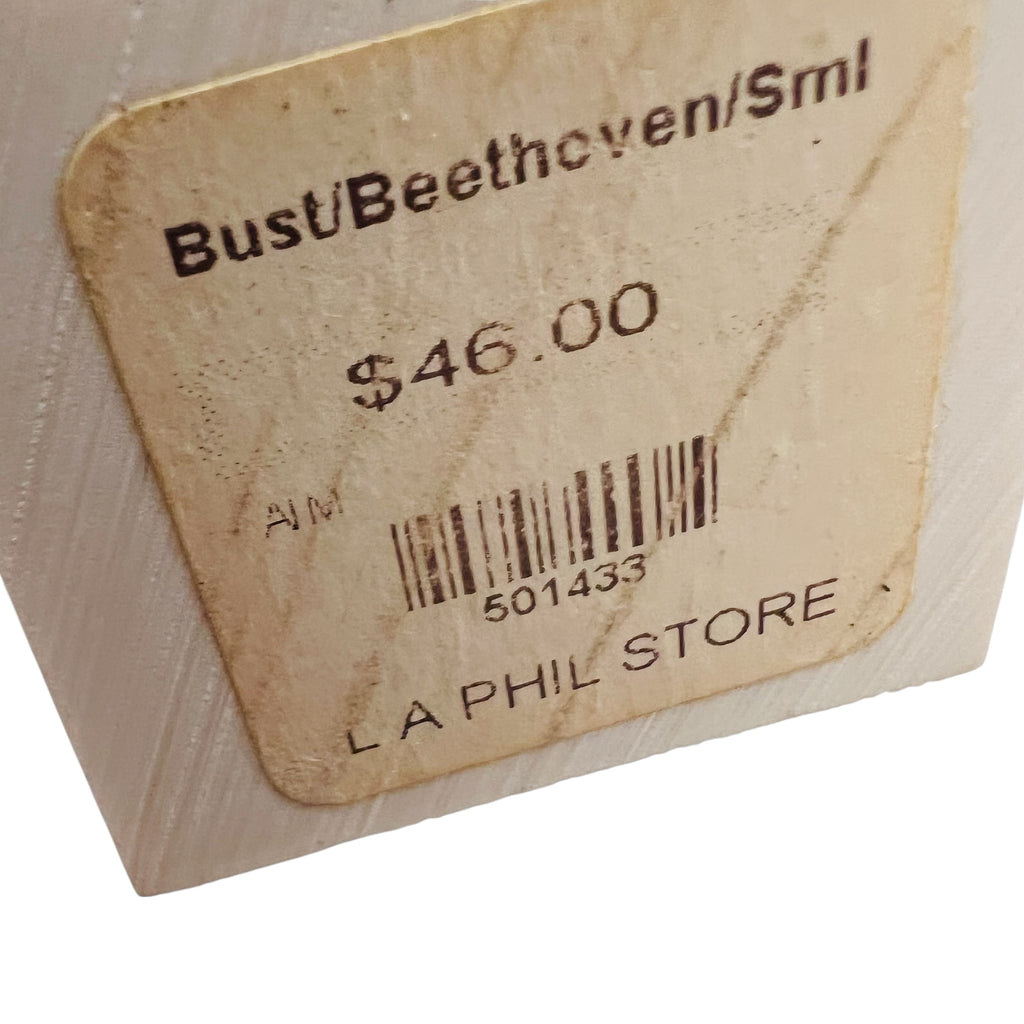 Bust/Beethoven/Sml
$46.00
AIM
501433
LA PHIL STORE